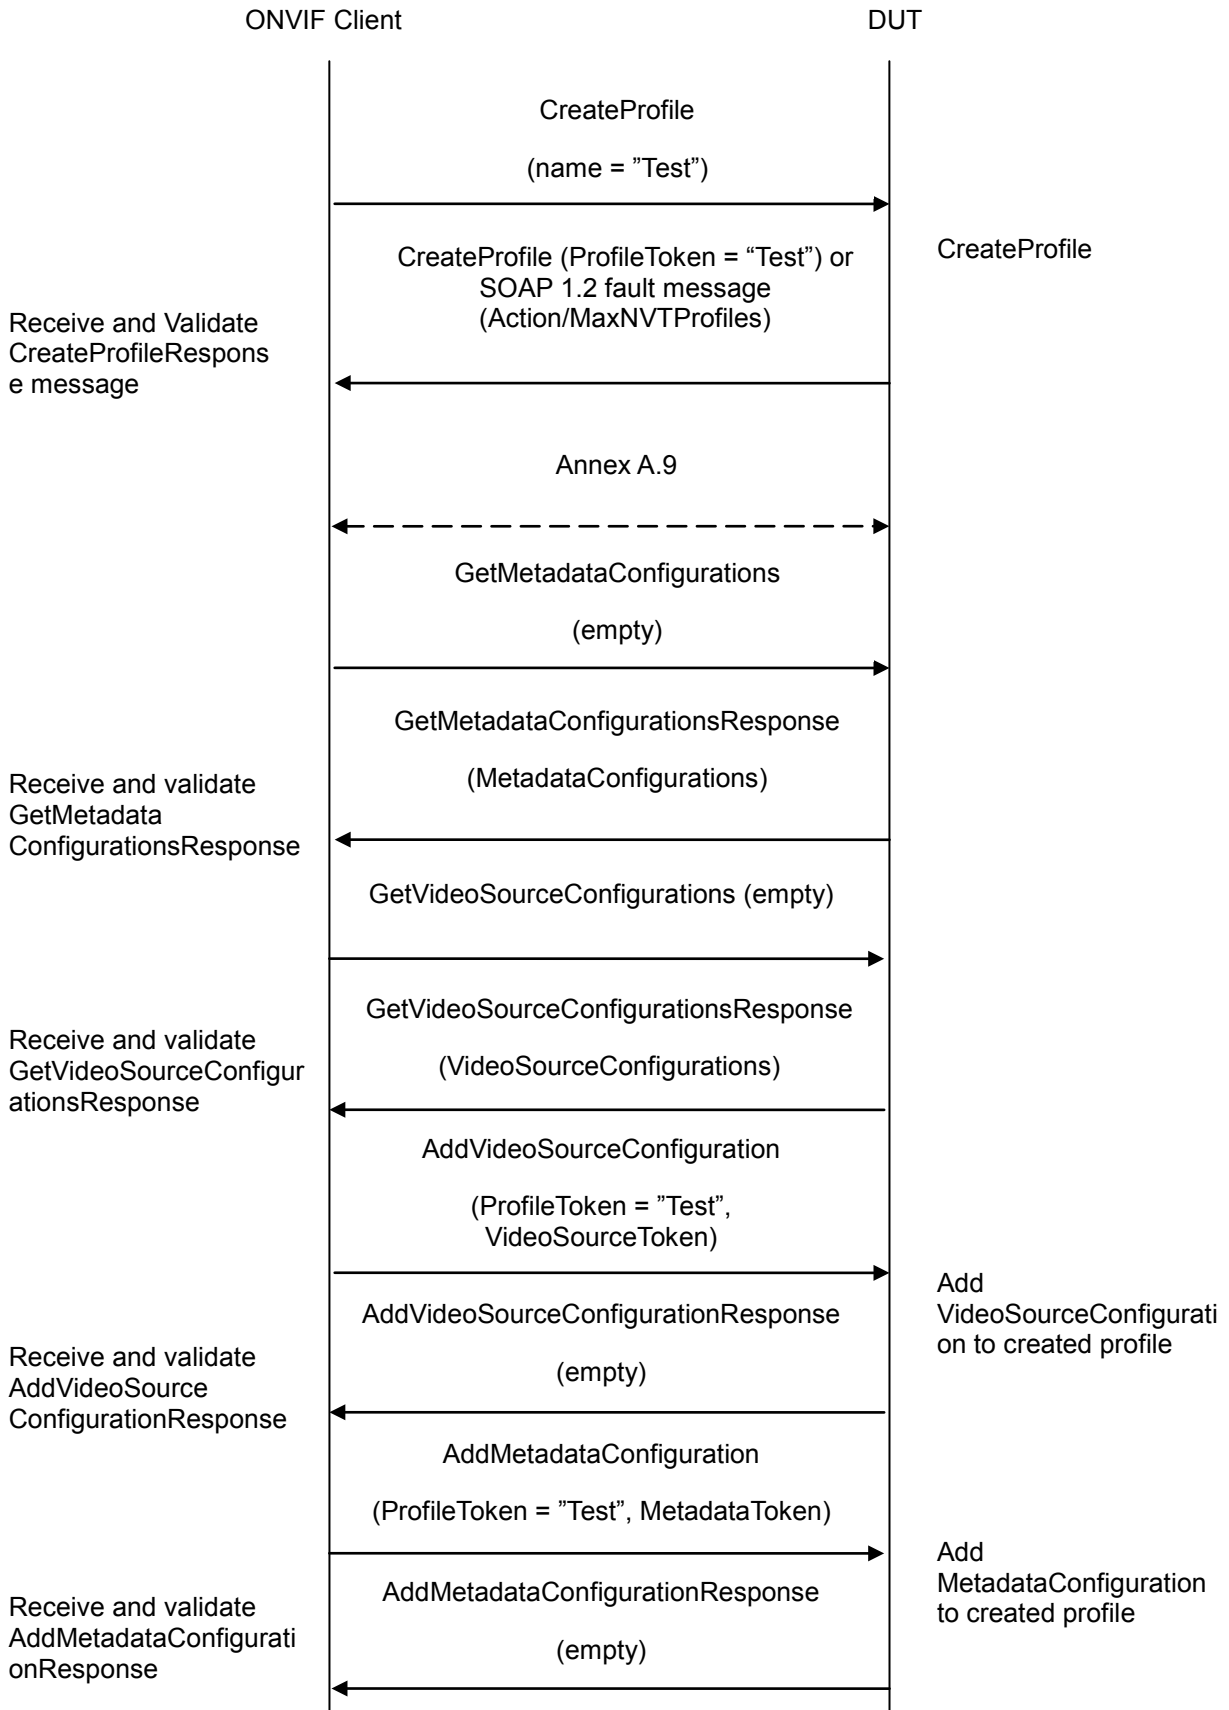 ONVIF Client
DUT
CreateProfile
(name = ”Test”)
CreateProfile
CreateProfile (ProfileToken = “Test”) or
SOAP 1.2 fault message
(Action/MaxNVTProfiles)
Receive and Validate
CreateProfileRespons
e message
Annex A.9
GetMetadataConfigurations
(empty)
GetMetadataConfigurationsResponse
(MetadataConfigurations)
Receive and validate
GetMetadata
ConfigurationsResponse
GetVideoSourceConfigurations (empty)
GetVideoSourceConfigurationsResponse
(VideoSourceConfigurations)
Receive and validate
GetVideoSourceConfigur
ationsResponse
AddVideoSourceConfiguration
(ProfileToken = ”Test”,
VideoSourceToken)
Add
VideoSourceConfigurati
on to created profile
AddVideoSourceConfigurationResponse
(empty)
Receive and validate
AddVideoSource
ConfigurationResponse
AddMetadataConfiguration
(ProfileToken = ”Test”, MetadataToken)
Add
MetadataConfiguration
to created profile
AddMetadataConfigurationResponse
(empty)
Receive and validate
AddMetadataConfigurati
onResponse